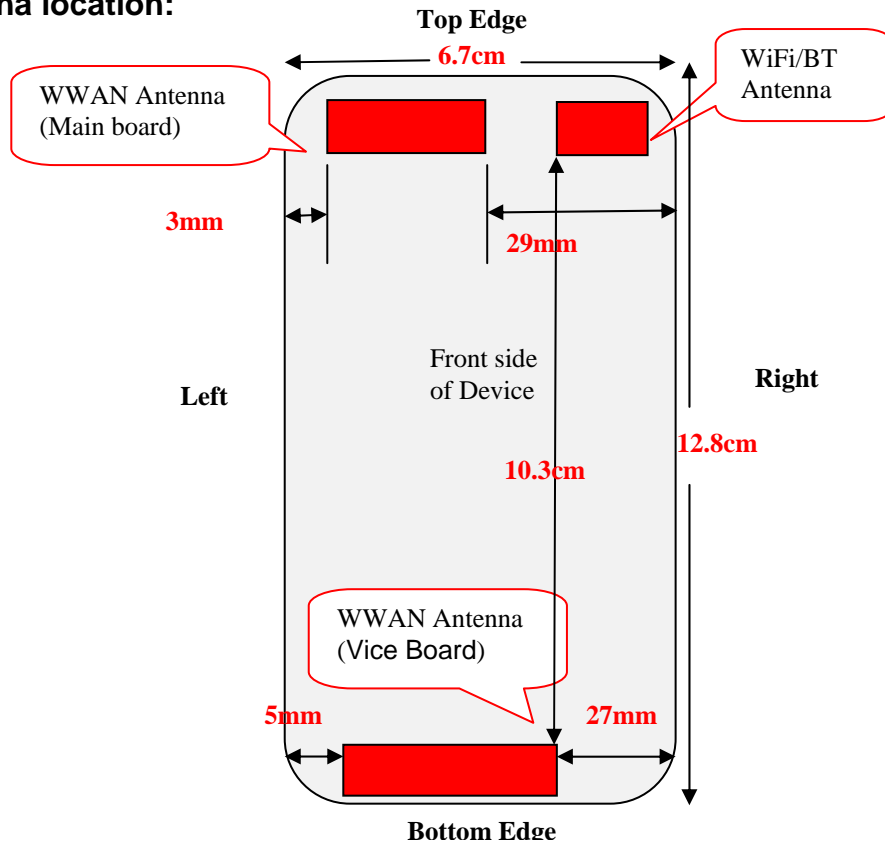 na location:
Top Edge
6.7cm
WiFi/BT
Antenna
WWAN Antenna
(Main board)
3mm
29mm
Front side
of Device
Left
Right
12.8cm
10.3cm
WWAN Antenna
(Vice Board)
5mm
27mm
Bottom Edge